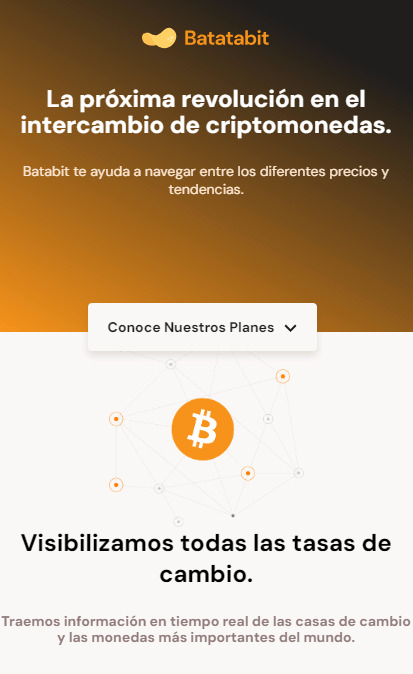 Batatabit
La próxima revolución en el
intercambio de criptomonedas.
Batabit te ayuda a navegar entre los diferentes precios y
tendencias.
Conoce Nuestros Planes
Visibilizamos todas las tasas de
cambio.
Traemos información en tiempo real de las casas de cambio
y las monedas más importantes del mundo.